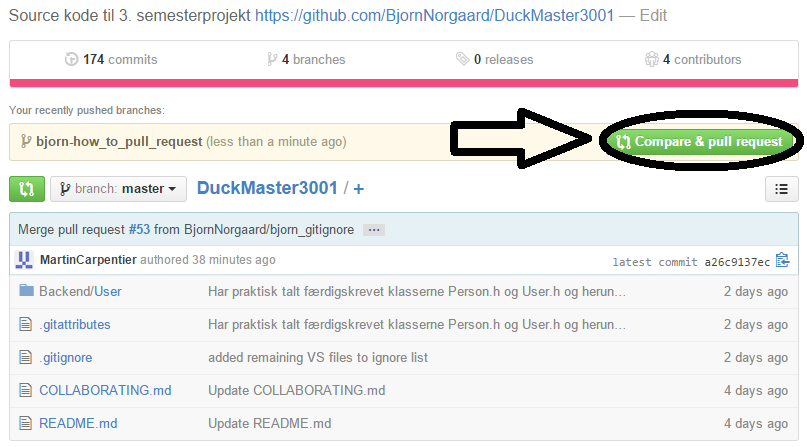 Source kode til 3. semesterprojekt https://github.com/BjornNorgaard/DuckMaster3001 — Edit
174 commits 4 branches 0 releases 4 contributors
Your recently pushed branches:
bjorn-how_to_pull_request (less than a minute ago) Compare & pull request
branch: master DuckMaster3001 / +
Merge pull request #53 from BjornNorgaard/bjorn_gitignore ...
MartinCarpentier authored 38 minutes ago latest commit a26c9137ec
Backend/User Har praktisk talt færdigskrevet klasserne Person.h og User.h og herun... 2 days ago
.gitattributes Har praktisk talt færdigskrevet klasserne Person.h og User.h og herun... 2 days ago
.gitignore added remaining VS files to ignore list 2 days ago
COLLABORATING.md Update COLLABORATING.md 4 days ago
README.md Update README.md 4 days ago